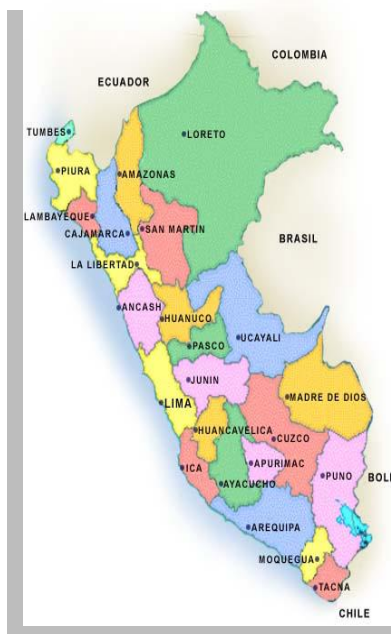 COLOMBIA
ECUADOR
TUMBES
LORETO
PIURA
AMAZONAS
LAMBAYEQUE
SAN MARTIN
CAJAMARCA
BRASIL
LA LIBERTAD
ANCASH
HUANUCO
UCAYALI
PASCO
JUNIN
MADRE DE DIOS
LIMA
HUANCAVELICA
CUZCO
ICA
APURIMAC
PUNO
BOLI
AYACUCHO
AREQUIPA
MOQUEGUA
TACNA
CHILE